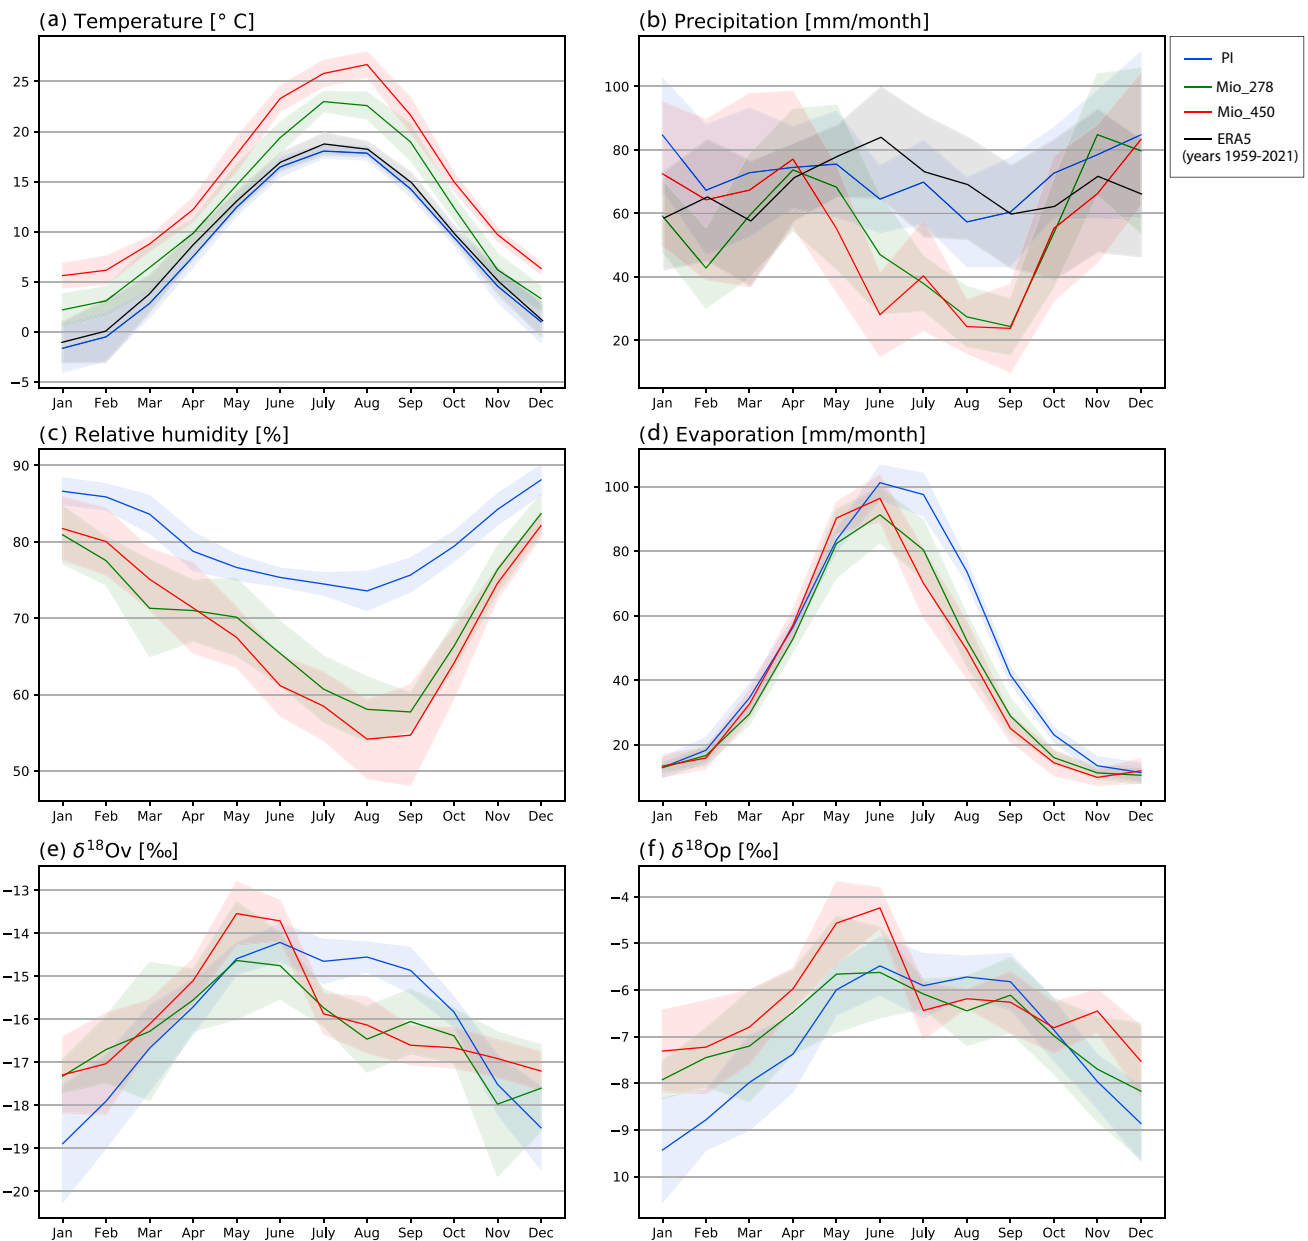 (a) Temperature [° C]
25
20
15
10
5
0
−5
Jan Feb Mar Apr May June July Aug Sep Oct Nov Dec
(b) Precipitation [mm/month]
100
80
60
40
20
Jan Feb Mar Apr May June July Aug Sep Oct Nov Dec
PI
Mio_278
Mio_450
ERA5
(years 1959-2021)
(c) Relative humidity [%]
90
80
70
60
50
Jan Feb Mar Apr May June July Aug Sep Oct Nov Dec
(d) Evaporation [mm/month]
100
80
60
40
20
Jan Feb Mar Apr May June July Aug Sep Oct Nov Dec
(e) δ¹⁸Ov [‰]
−13
−14
−15
−16
−17
−18
−19
−20
Jan Feb Mar Apr May June July Aug Sep Oct Nov Dec
(f) δ¹⁸Op [‰]
−4
−5
−6
−7
−8
−9
10
Jan Feb Mar Apr May June July Aug Sep Oct Nov Dec